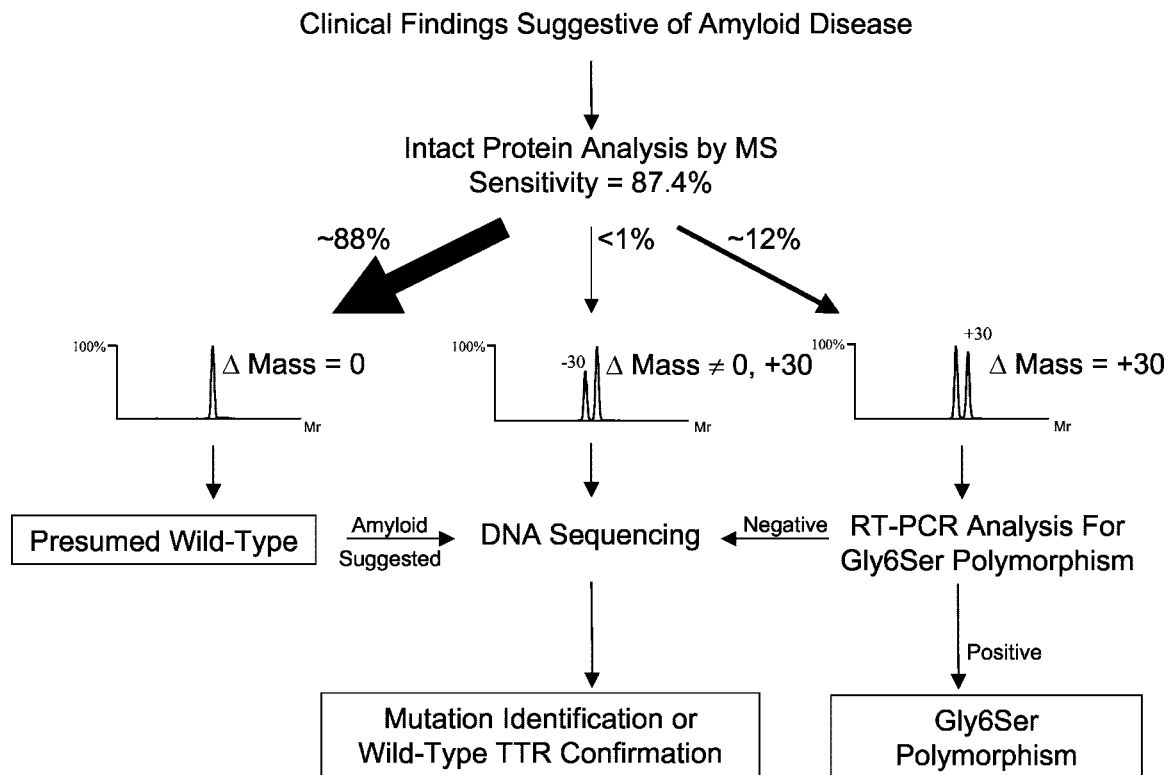 Clinical Findings Suggestive of Amyloid Disease
Intact Protein Analysis by MS
Sensitivity = 87.4%
~88%
<1%
~12%
100%
Δ Mass = 0
Mr
100%
-30
Δ Mass ≠ 0, +30
Mr
100%
+30
Δ Mass = +30
Mr
Presumed Wild-Type
Amyloid
Suggested
DNA Sequencing
Negative
RT-PCR Analysis For
Gly6Ser Polymorphism
Positive
Mutation Identification or
Wild-Type TTR Confirmation
Gly6Ser
Polymorphism